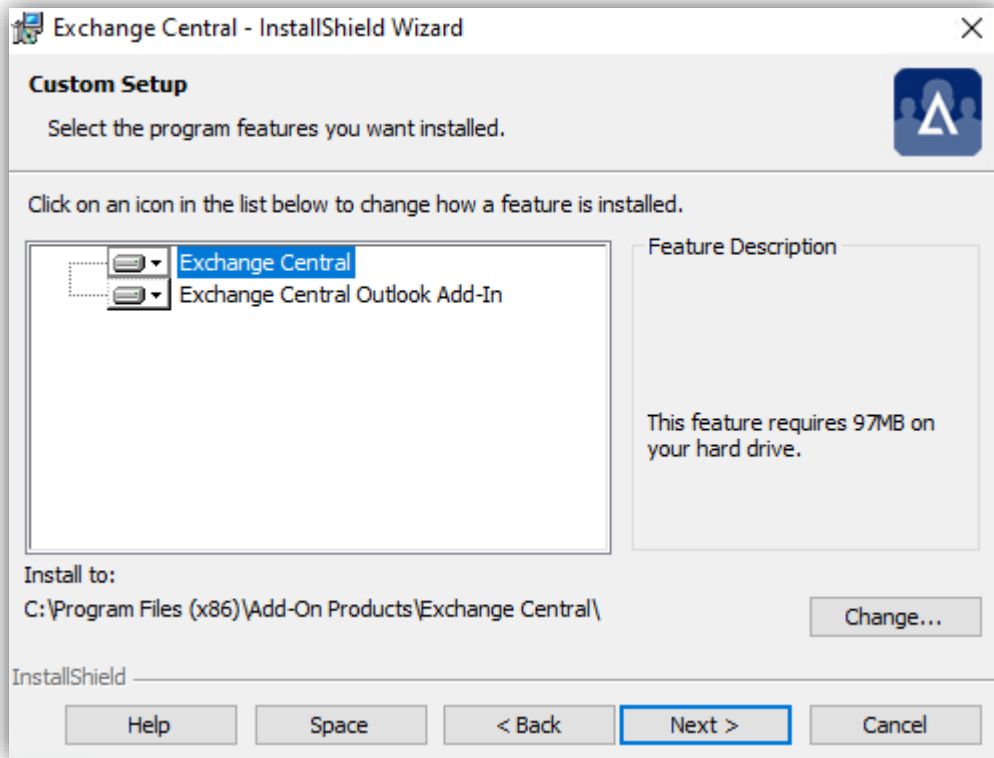 Exchange Central - InstallShield Wizard
Custom Setup
Select the program features you want installed.
Click on an icon in the list below to change how a feature is installed.
Exchange Central
Exchange Central Outlook Add-In
Feature Description
This feature requires 97MB on
your hard drive.
Install to:
C:\Program Files (x86)\Add-On Products\Exchange Central\
Change...
InstallShield
Help
Space
< Back
Next >
Cancel